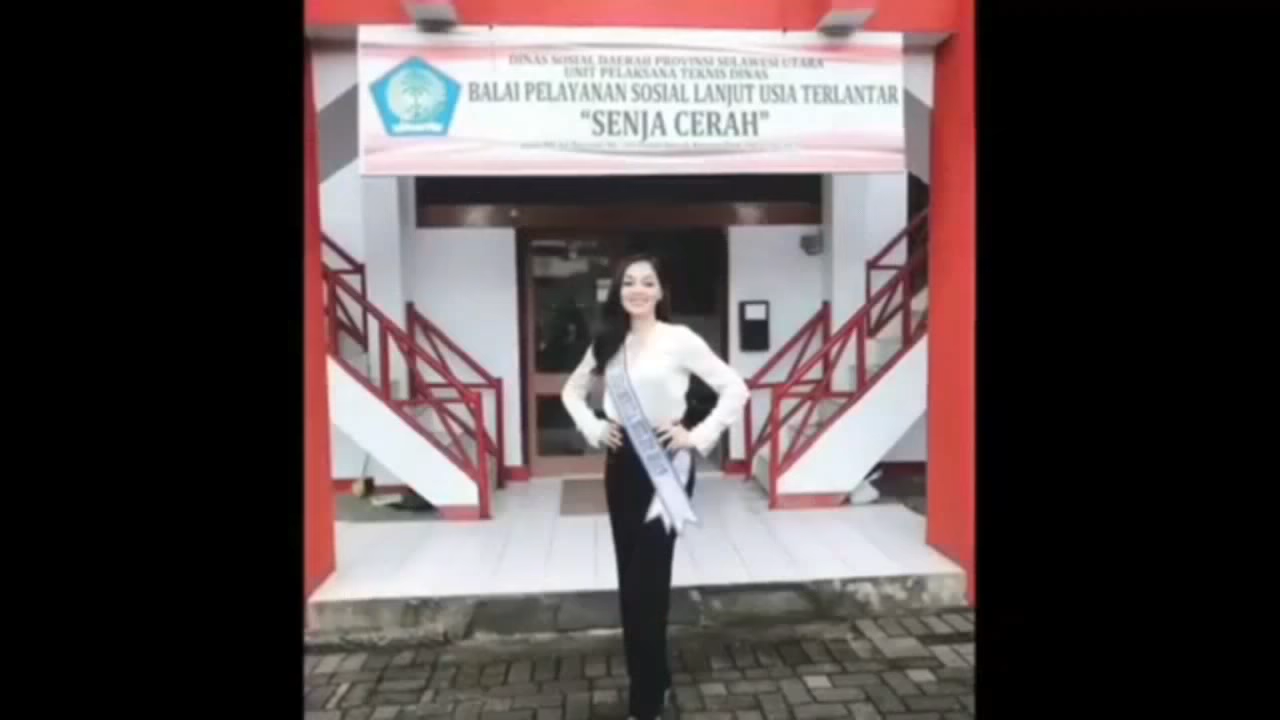 DINAS SOSIAL DAERAH PROVINSI SULAWESI UTARA
UNIT PELAKSANA TEKNIS DINAS
BALAI PELAYANAN SOSIAL LANJUT USIA TERLANTAR
"SENJA CERAH"